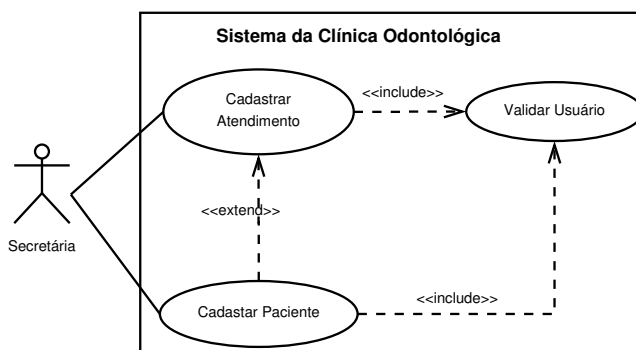 Sistema da Clínica Odontológica
Cadastrar
Atendimento
<<include>>
Validar Usuário
<<extend>>
Secretária
Cadastar Paciente
<<include>>